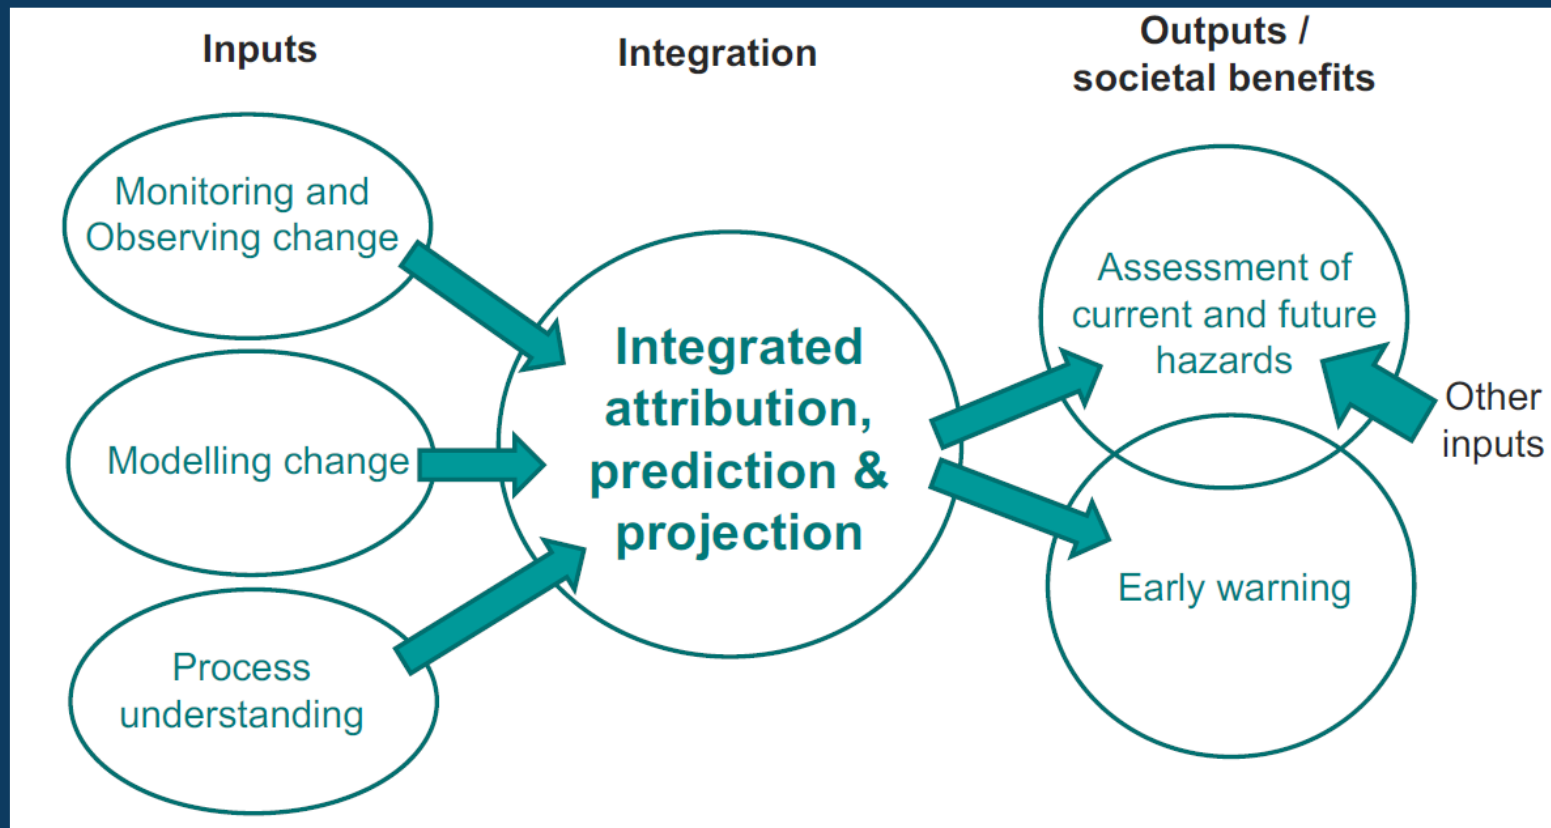 Inputs
Integration
Outputs /
societal benefits
Monitoring and
Observing change
Modelling change
Process
understanding
Integrated
attribution,
prediction &
projection
Assessment of
current and future
hazards
Early warning
Other
inputs